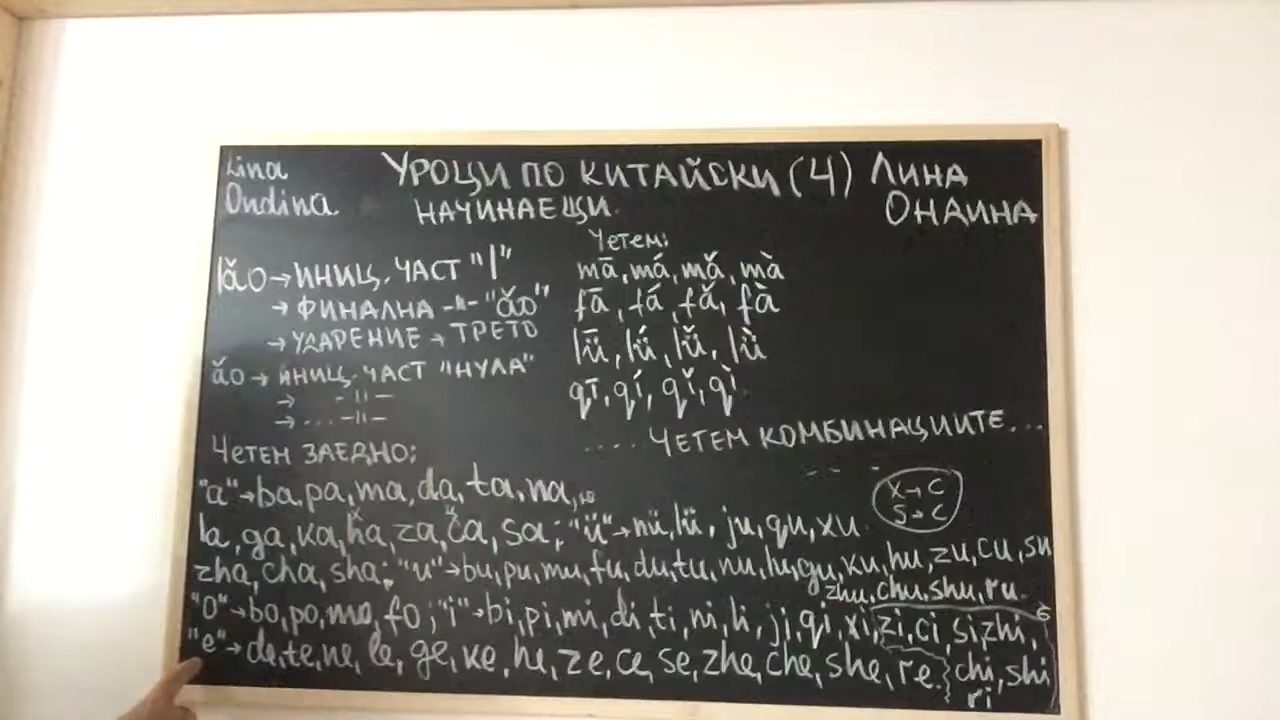 Lina
Ondina
УРОЦИ ПО КИТАЙСКИ (4)
НАЧИНАЕЩИ.
ЛИНА
ОНДИНА
lǎo → ИНИЦ. ЧАСТ "l"
→ ФИНАЛНА -"- "ǎo"
→ УДАРЕНИЕ → ТРЕТО
ǎo → ИНИЦ. ЧАСТ "НУЛА"
→ -"-
→ ... -"-
Четем:
mā, má, mǎ, mà
fā, fá, fǎ, fà
lǖ, lǘ, lǚ, lǜ
qī, qí, qǐ, qì
..... ЧЕТЕМ КОМБИНАЦИИТЕ...
ЧЕТЕМ ЗАЕДНО:
x → С
s → С
"a" → ba, pa, ma, da, ta, na,
la, ga, ka, ha, za, ca, sa; "ü" → nü, lü, ju, qu, xu
zha, cha, sha; "u" → bu, pu, mu, fu, du, tu, nu, lu, gu, ku, hu, zu, cu, su
zhu, chu, shu, ru.
"o" → bo, po, mo, fo; "i" → bi, pi, mi, di, ti, ni, li, ji, qi, xi, zi, ci, si, zhi,
"e" → de, te, ne, le, ge, ke, he, ze, ce, se, zhe, che, she, re. chi, shi
ri